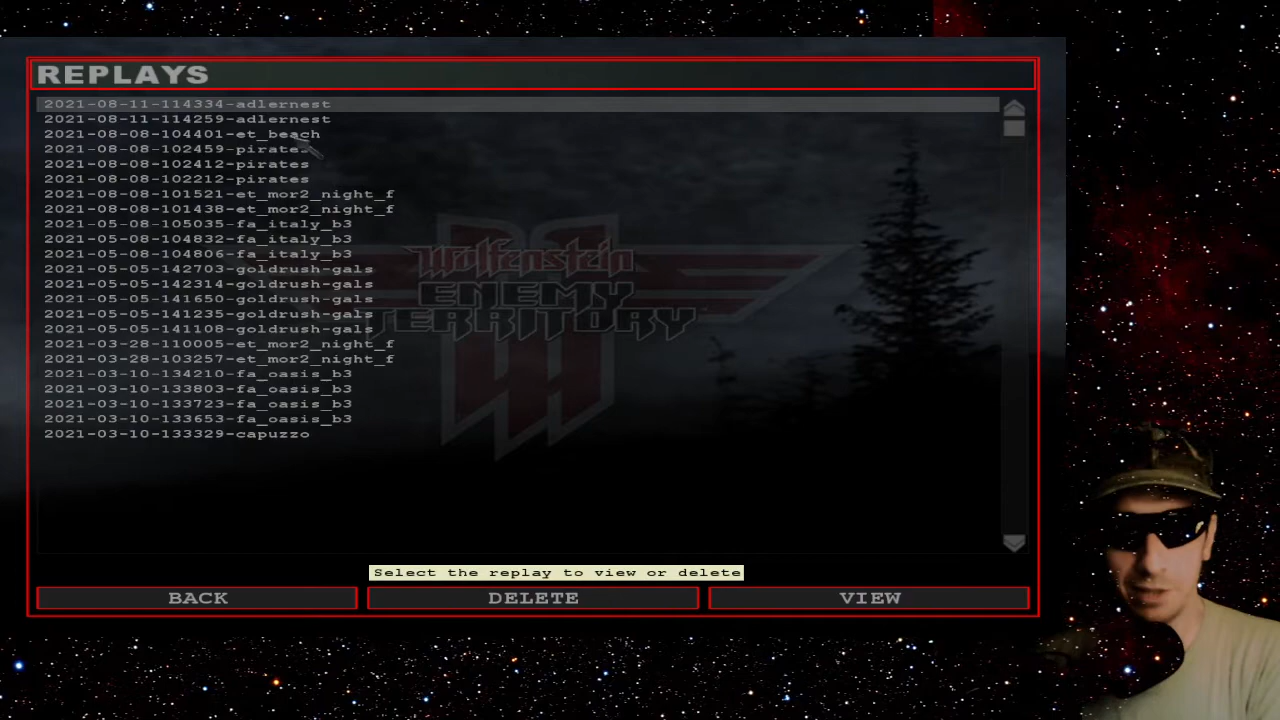 REPLAYS
2021-08-11-114334-adlernest
2021-08-11-114259-adlernest
2021-08-08-104401-et_beach
2021-08-08-102459-pirates
2021-08-08-102412-pirates
2021-08-08-102212-pirates
2021-08-08-101521-et_mor2_night_f
2021-08-08-101438-et_mor2_night_f
2021-05-08-105035-fa_italy_b3
2021-05-08-104832-fa_italy_b3
2021-05-08-104806-fa_italy_b3
2021-05-05-142703-goldrush-gals
2021-05-05-142314-goldrush-gals
2021-05-05-141650-goldrush-gals
2021-05-05-141235-goldrush-gals
2021-05-05-141108-goldrush-gals
2021-03-28-110005-et_mor2_night_f
2021-03-28-103257-et_mor2_night_f
2021-03-10-134210-fa_oasis_b3
2021-03-10-133803-fa_oasis_b3
2021-03-10-133723-fa_oasis_b3
2021-03-10-133653-fa_oasis_b3
2021-03-10-133329-capuzzo
Wolfenstein
ENEMY
TERRITORY
Select the replay to view or delete
BACK
DELETE
VIEW